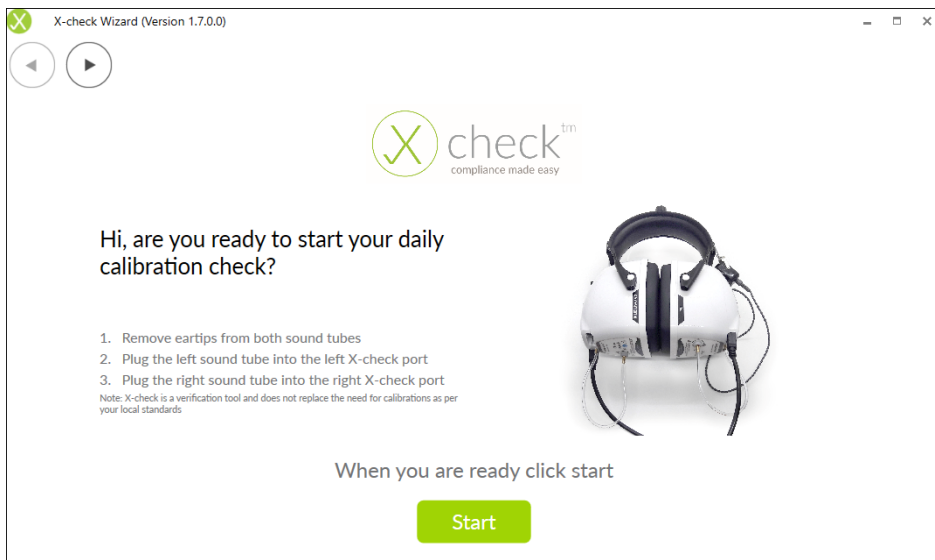 X-check Wizard (Version 1.7.0.0)
X check tm
compliance made easy
Hi, are you ready to start your daily
calibration check?
1. Remove eartips from both sound tubes
2. Plug the left sound tube into the left X-check port
3. Plug the right sound tube into the right X-check port
Note: X-check is a verification tool and does not replace the need for calibrations as per
your local standards
When you are ready click start
Start